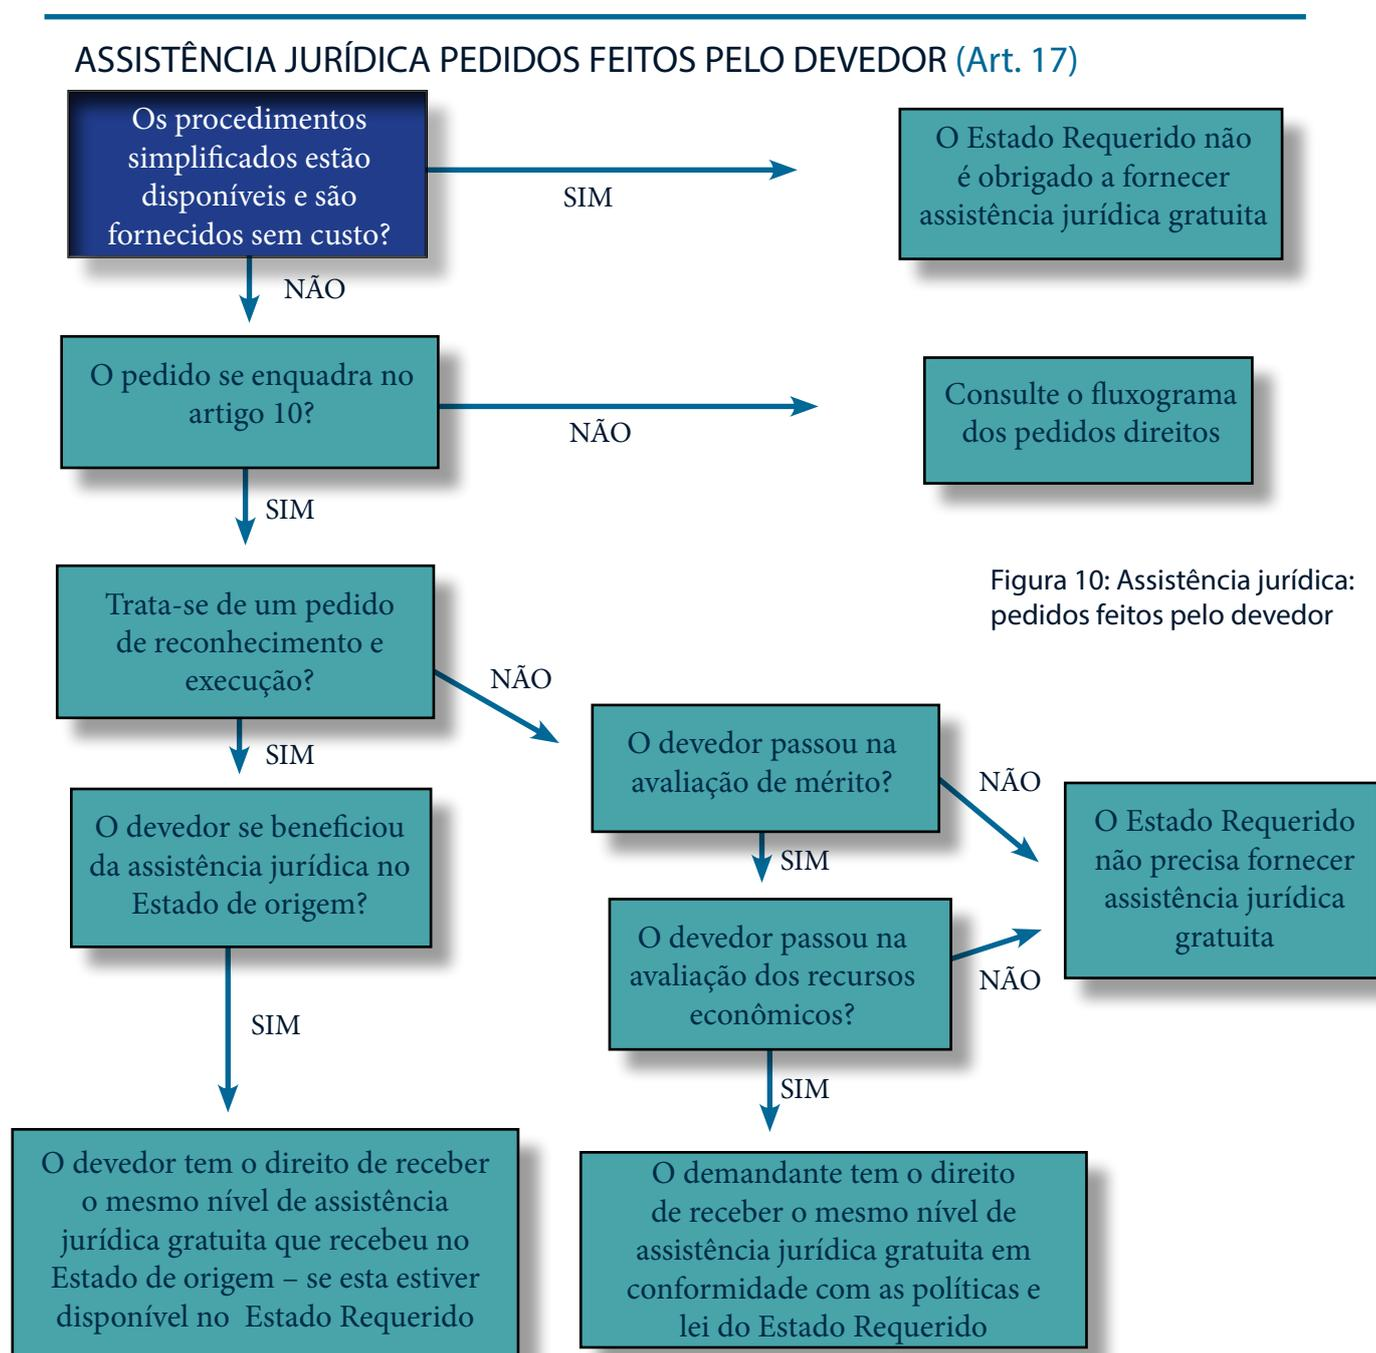 ASSISTÊNCIA JURÍDICA PEDIDOS FEITOS PELO DEVEDOR (Art. 17)
Os procedimentos
simplificados estão
disponíveis e são
fornecidos sem custo?
SIM
O Estado Requerido não
é obrigado a fornecer
assistência jurídica gratuita
NÃO
O pedido se enquadra no
artigo 10?
NÃO
Consulte o fluxograma
dos pedidos direitos
SIM
Figura 10: Assistência jurídica:
pedidos feitos pelo devedor
Trata-se de um pedido
de reconhecimento e
execução?
NÃO
SIM
O devedor passou na
avaliação de mérito?
NÃO
SIM
O Estado Requerido
não precisa fornecer
assistência jurídica
gratuita
O devedor se beneficiou
da assistência jurídica no
Estado de origem?
O devedor passou na
avaliação dos recursos
econômicos?
NÃO
SIM
SIM
O devedor tem o direito de receber
o mesmo nível de assistência
jurídica gratuita que recebeu no
Estado de origem – se esta estiver
disponível no  Estado Requerido
O demandante tem o direito
de receber o mesmo nível de
assistência jurídica gratuita em
conformidade com as políticas e
lei do Estado Requerido